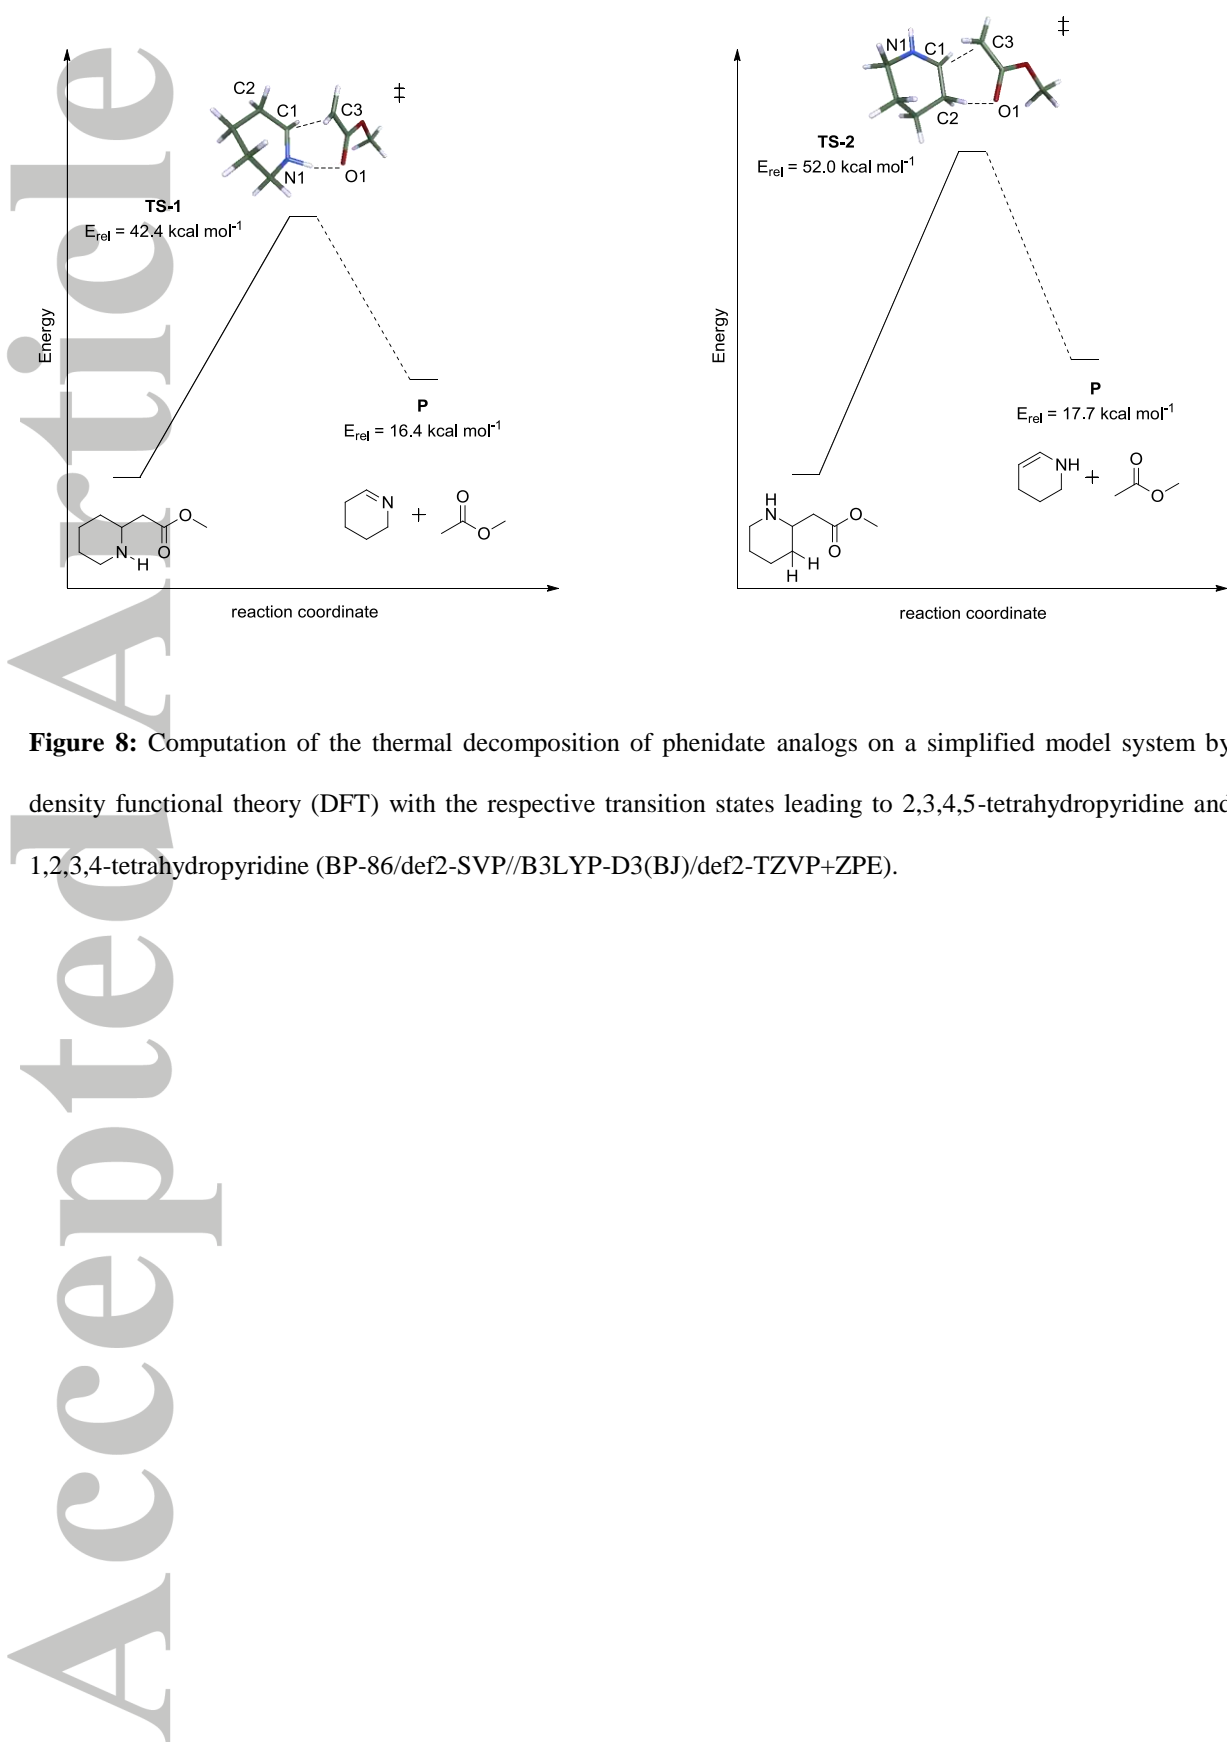 Accepted Article
‡
C2
C1
C3
N1
O1
TS-1
Erel = 42.4 kcal mol-1
Energy
P
Erel = 16.4 kcal mol-1
N
H
O
O
N
+
O
O
reaction coordinate
‡
N1
C1
C3
C2
O1
TS-2
Erel = 52.0 kcal mol-1
Energy
P
Erel = 17.7 kcal mol-1
H
N
O
O
H
H
NH
+
O
O
reaction coordinate
Figure 8: Computation of the thermal decomposition of phenidate analogs on a simplified model system by
density functional theory (DFT) with the respective transition states leading to 2,3,4,5-tetrahydropyridine and
1,2,3,4-tetrahydropyridine (BP-86/def2-SVP//B3LYP-D3(BJ)/def2-TZVP+ZPE).